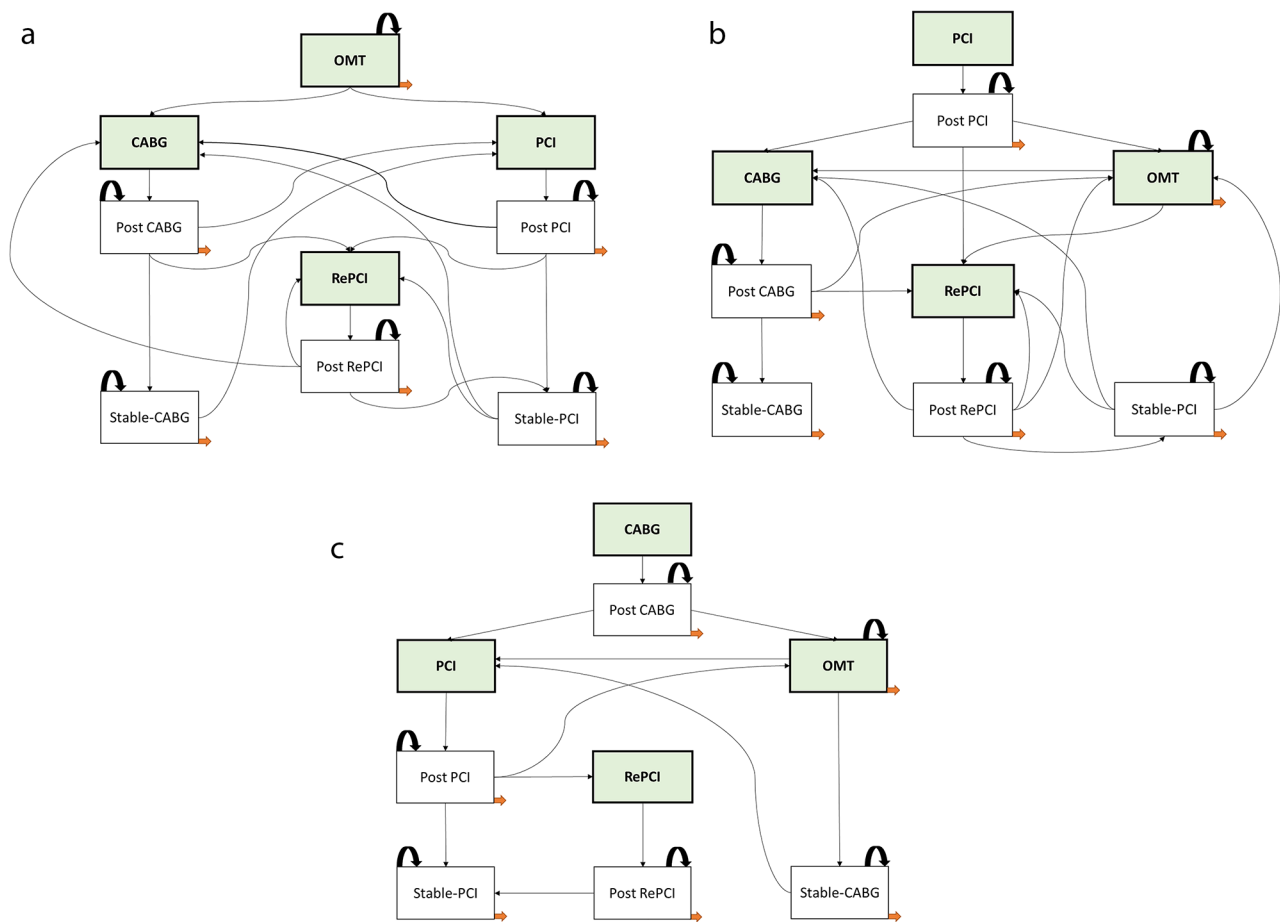 a
OMT
CABG
PCI
Post CABG
Post PCI
RePCI
Post RePCI
Stable-CABG
Stable-PCI
b
PCI
Post PCI
CABG
OMT
Post CABG
RePCI
Stable-CABG
Post RePCI
Stable-PCI
c
CABG
Post CABG
PCI
OMT
Post PCI
RePCI
Stable-PCI
Post RePCI
Stable-CABG